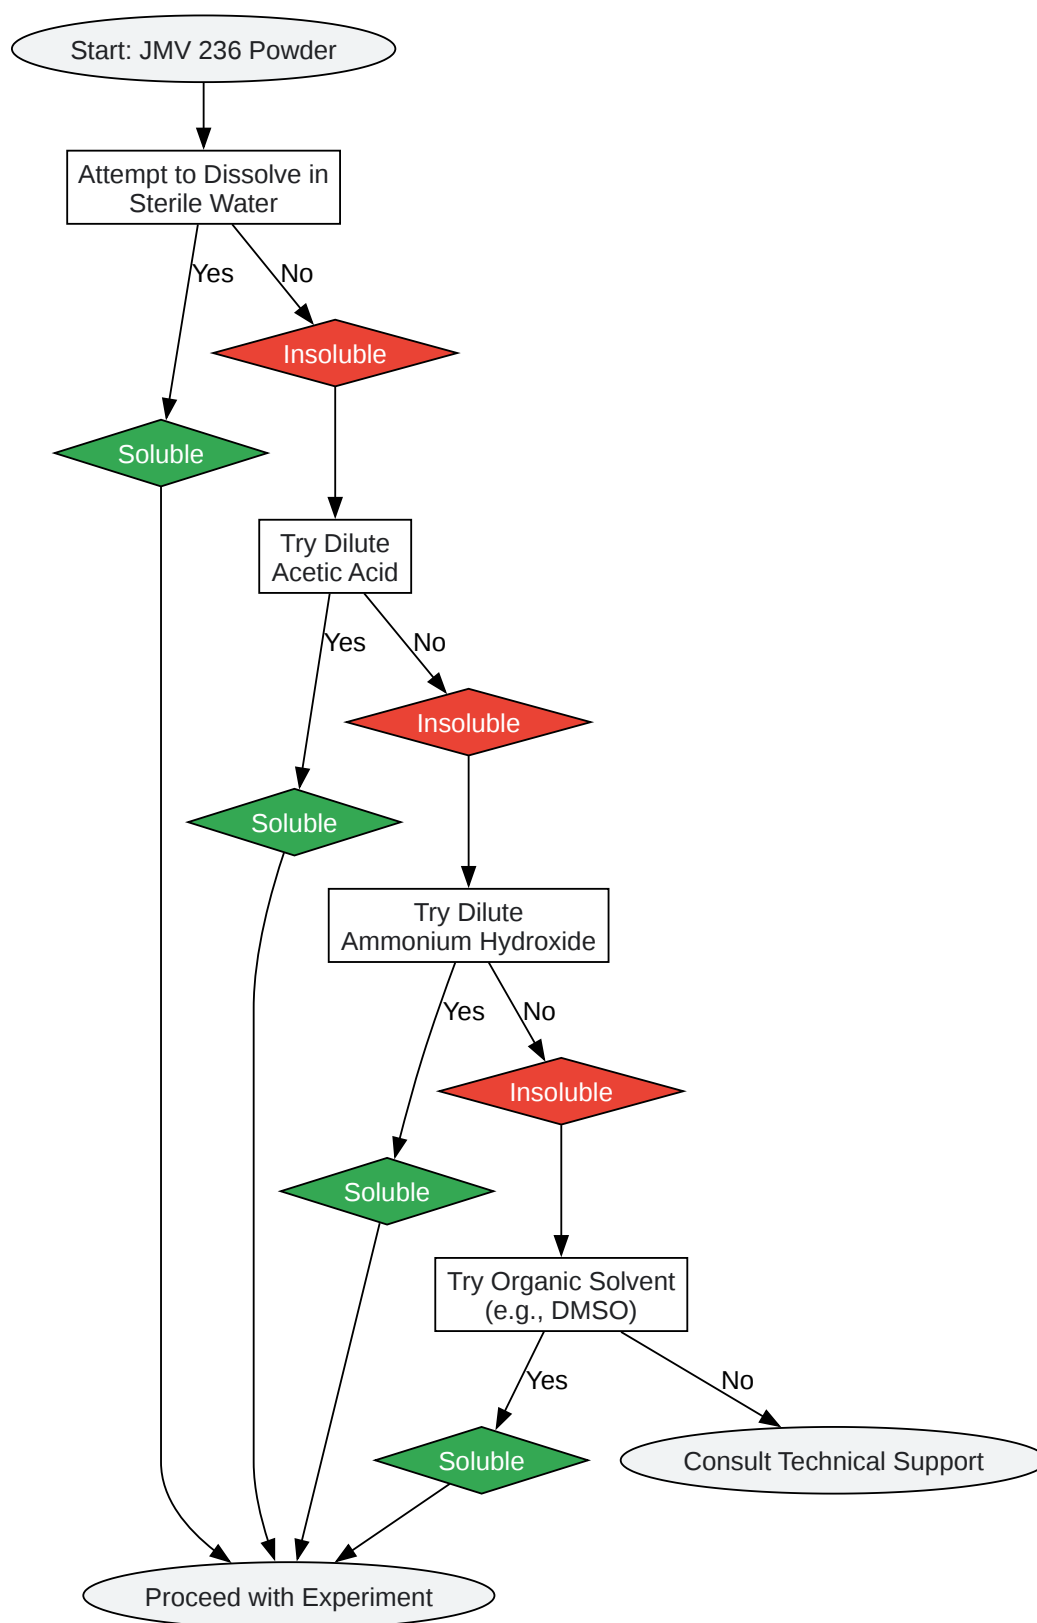 Start: JMV 236 Powder
Attempt to Dissolve in
Sterile Water
Yes
No
Insoluble
Soluble
Try Dilute
Acetic Acid
Yes
No
Insoluble
Soluble
Try Dilute
Ammonium Hydroxide
Yes
No
Insoluble
Soluble
Try Organic Solvent
(e.g., DMSO)
Yes
No
Soluble
Consult Technical Support
Proceed with Experiment